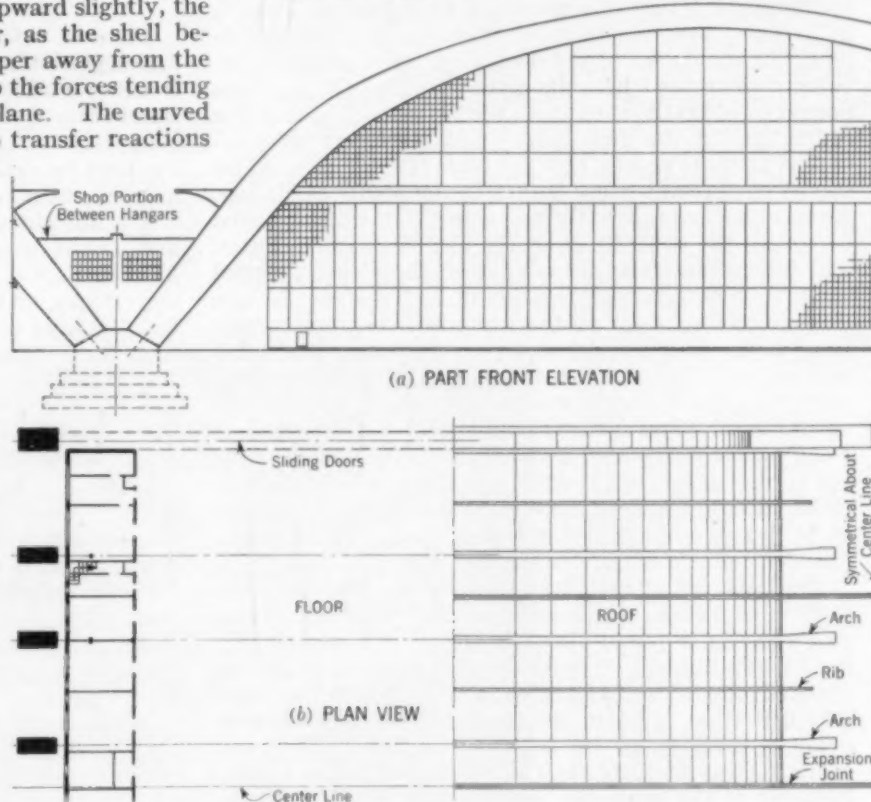 pward slightly, the
r, as the shell be-
per away from the
o the forces tending
lane. The curved
transfer reactions
Shop Portion
Between Hangars
(a) PART FRONT ELEVATION
Sliding Doors
Symmetrical About
Center Line
FLOOR
ROOF
Arch
Rib
(b) PLAN VIEW
Arch
Expansion
Joint
Center Line